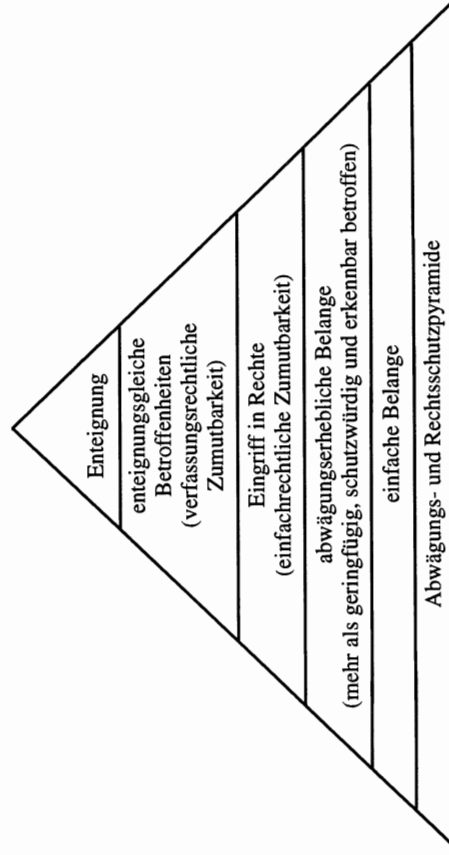 Enteignung
enteignungsgleiche
Betroffenheiten
(verfassungsrechtliche
Zumutbarkeit)
Eingriff in Rechte
(einfachrechtliche Zumutbarkeit)
abwägungserhebliche Belange
(mehr als geringfügig, schutzwürdig und erkennbar betroffen)
einfache Belange
Abwägungs- und Rechtsschutzpyramide